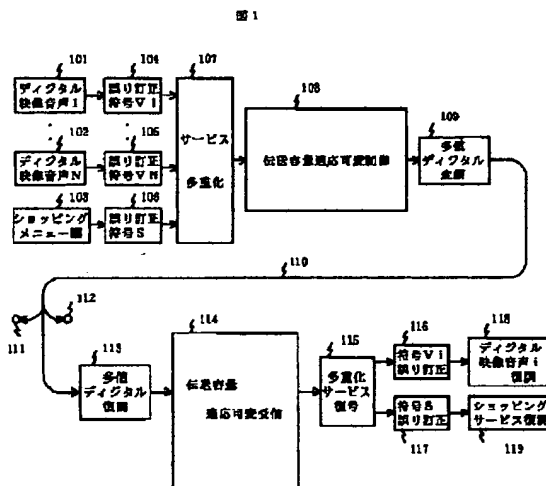 図1
101
104
107
ディジタル
映像音声1
誤り訂正
符号V1
108
102
105
サービス
多重化
109
ディジタル
映像音声N
誤り訂正
符号VN
伝送容量適応可変制御
多値
ディジタル
変調
103
106
ショッピング
メニュー
誤り訂正
符号S
110
112
111
113
114
115
116
118
多値
ディジタル
復調
伝送容量
適応可変受信
多重化
サービス
復号
符号Vi
誤り訂正
ディジタル
映像音声i
復調
符号S
誤り訂正
ショッピング
サービス復調
117
119